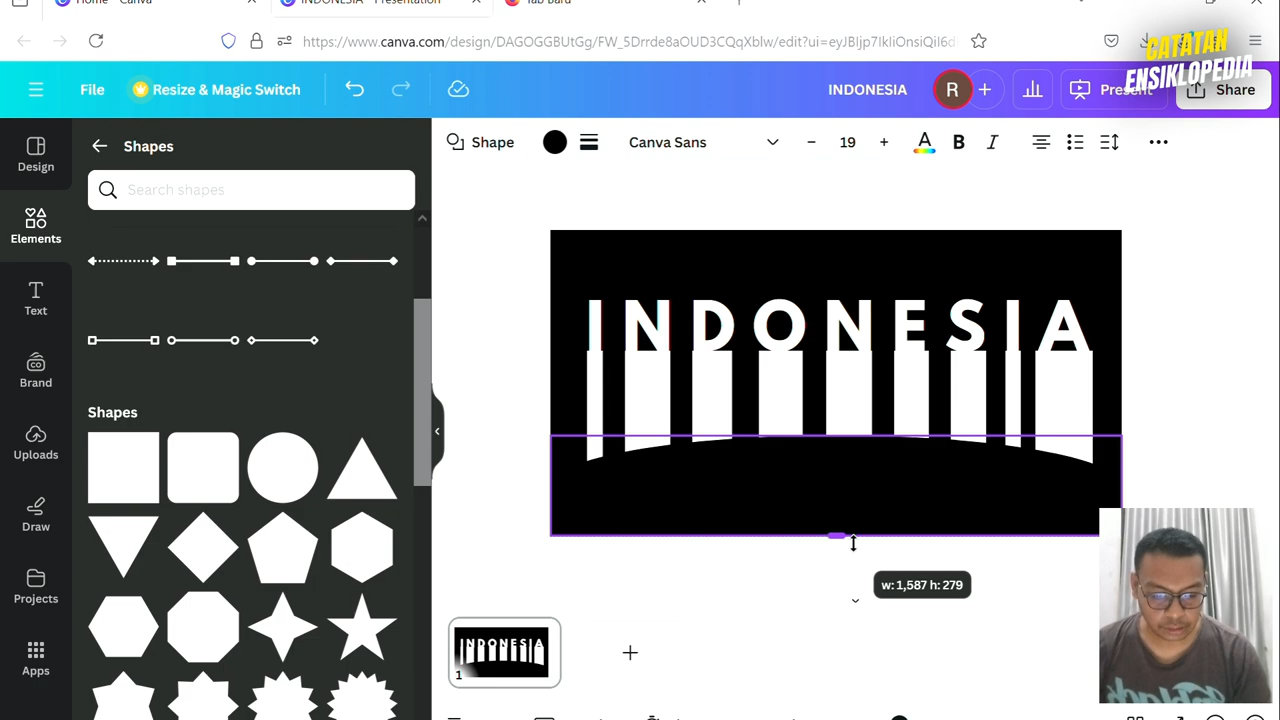 Home - Canva
INDONESIA - Presentation
Tab Baru
https://www.canva.com/design/DAGOGGBUtGg/FW_5Drrde8aOUD3CQqXblw/edit?ui=
CATATAN
ENSIKLOPEDIA
File
Resize & Magic Switch
INDONESIA
R
Present
Share
Design
Elements
Text
Brand
Uploads
Draw
Projects
Apps
Shapes
Search shapes
Shapes
Shape
Canva Sans
19
A
B
I
INDONESIA
w: 1,587 h: 279
INDONESIA
1